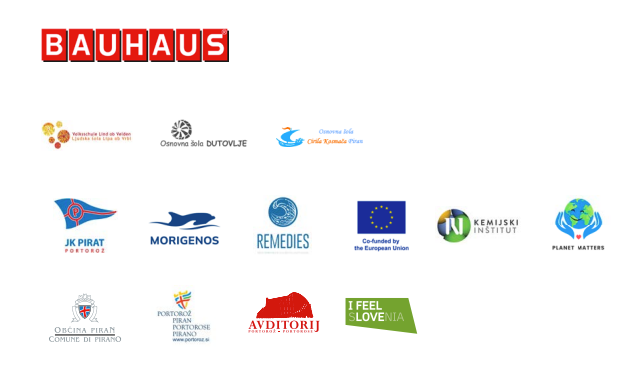 BAUHAUS
Volksschule Lind ob Velden
Ljudska šola Lipa ob Vrbi
Osnovna šola DUTOVLJE
Osnovna šola
Cirila Kosmača Piran
JK PIRAT
PORTOROŽ
MORIGENOS
REMEDIES
Co-funded by
the European Union
KEMIJSKI
INŠTITUT
PLANET MATTERS
OBČINA PIRAN
COMUNE DI PIRANO
PORTOROŽ
PIRAN
PORTOROSE
PIRANO
www.portoroz.si
AVDITORIJ
PORTOROŽ • PORTOROSE
I FEEL
SLOVENIA